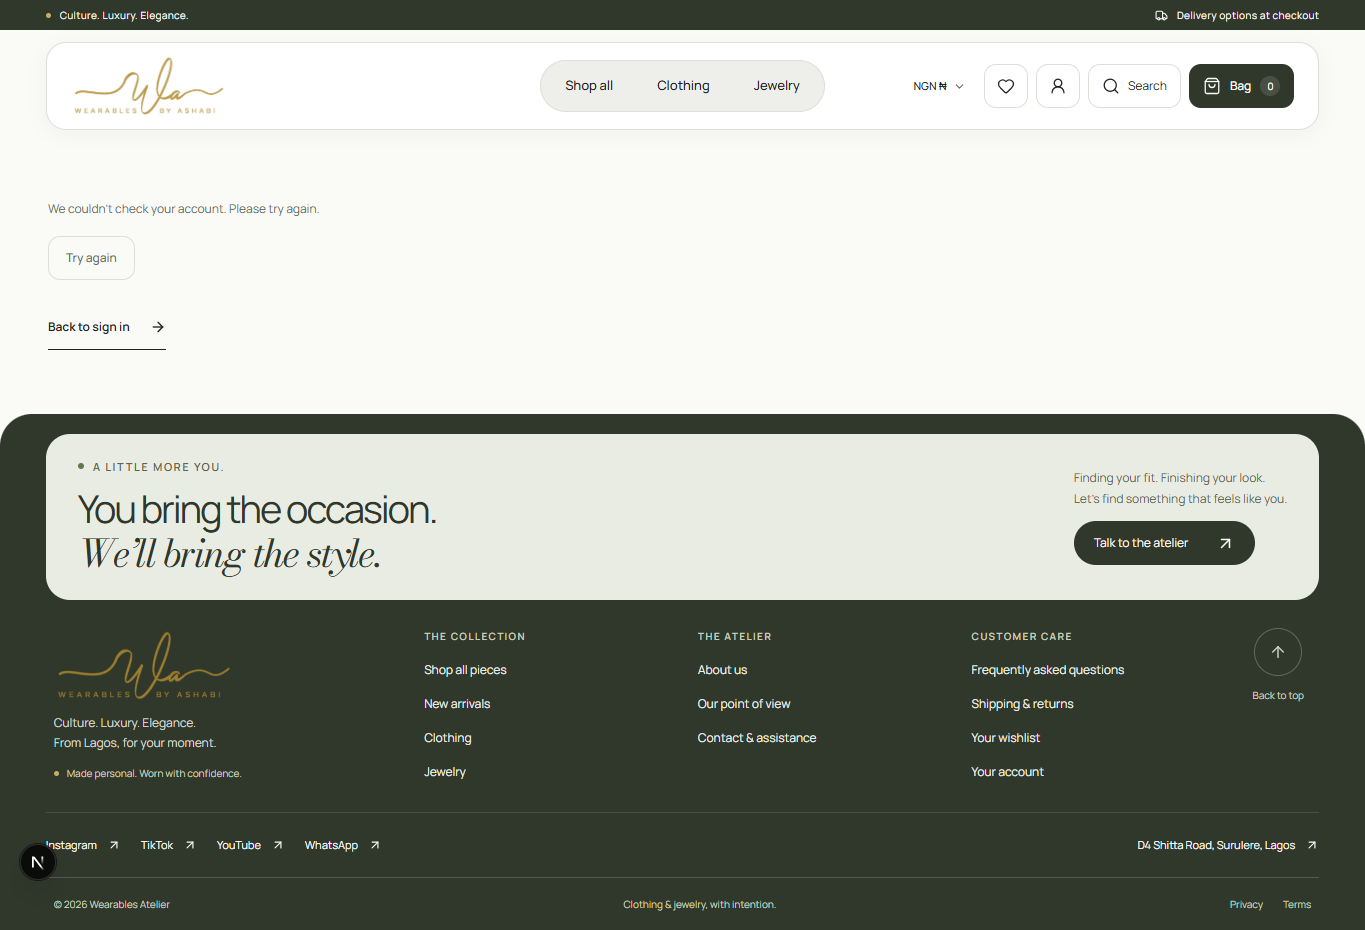 Culture. Luxury. Elegance.
Delivery options at checkout
Wa
WEARABLES BY ASHABI
Shop all
Clothing
Jewelry
NGN ₦
Search
Bag
0
We couldn't check your account. Please try again.
Try again
Back to sign in
A LITTLE MORE YOU.
You bring the occasion.
We'll bring the style.
Finding your fit. Finishing your look.
Let's find something that feels like you.
Talk to the atelier
Wa
WEARABLES BY ASHABI
Culture. Luxury. Elegance.
From Lagos, for your moment.
Made personal. Worn with confidence.
THE COLLECTION
Shop all pieces
New arrivals
Clothing
Jewelry
THE ATELIER
About us
Our point of view
Contact & assistance
CUSTOMER CARE
Frequently asked questions
Shipping & returns
Your wishlist
Your account
Back to top
Instagram
TikTok
YouTube
WhatsApp
D4 Shitta Road, Surulere, Lagos
N
© 2026 Wearables Atelier
Clothing & jewelry, with intention.
Privacy
Terms